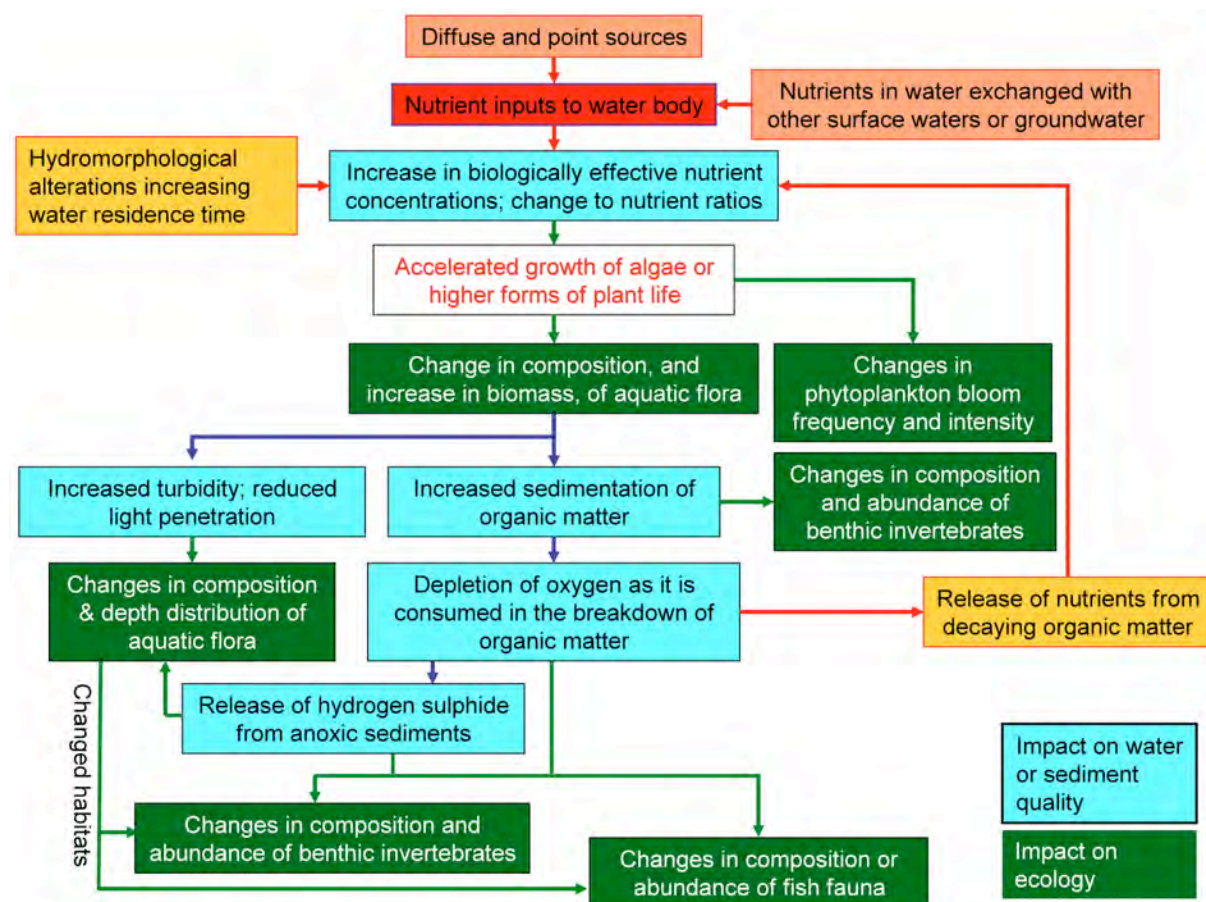 Diffuse and point sources
Nutrient inputs to water body
Nutrients in water exchanged with
other surface waters or groundwater
Hydromorphological
alterations increasing
water residence time
Increase in biologically effective nutrient
concentrations; change to nutrient ratios
Accelerated growth of algae or
higher forms of plant life
Change in composition, and
increase in biomass, of aquatic flora
Changes in
phytoplankton bloom
frequency and intensity
Increased turbidity; reduced
light penetration
Increased sedimentation of
organic matter
Changes in composition
and abundance of
benthic invertebrates
Changes in composition
& depth distribution of
aquatic flora
Depletion of oxygen as it is
consumed in the breakdown of
organic matter
Release of nutrients from
decaying organic matter
Changed habitats
Release of hydrogen sulphide
from anoxic sediments
Changes in composition and
abundance of benthic invertebrates
Changes in composition or
abundance of fish fauna
Impact on water
or sediment
quality
Impact on
ecology